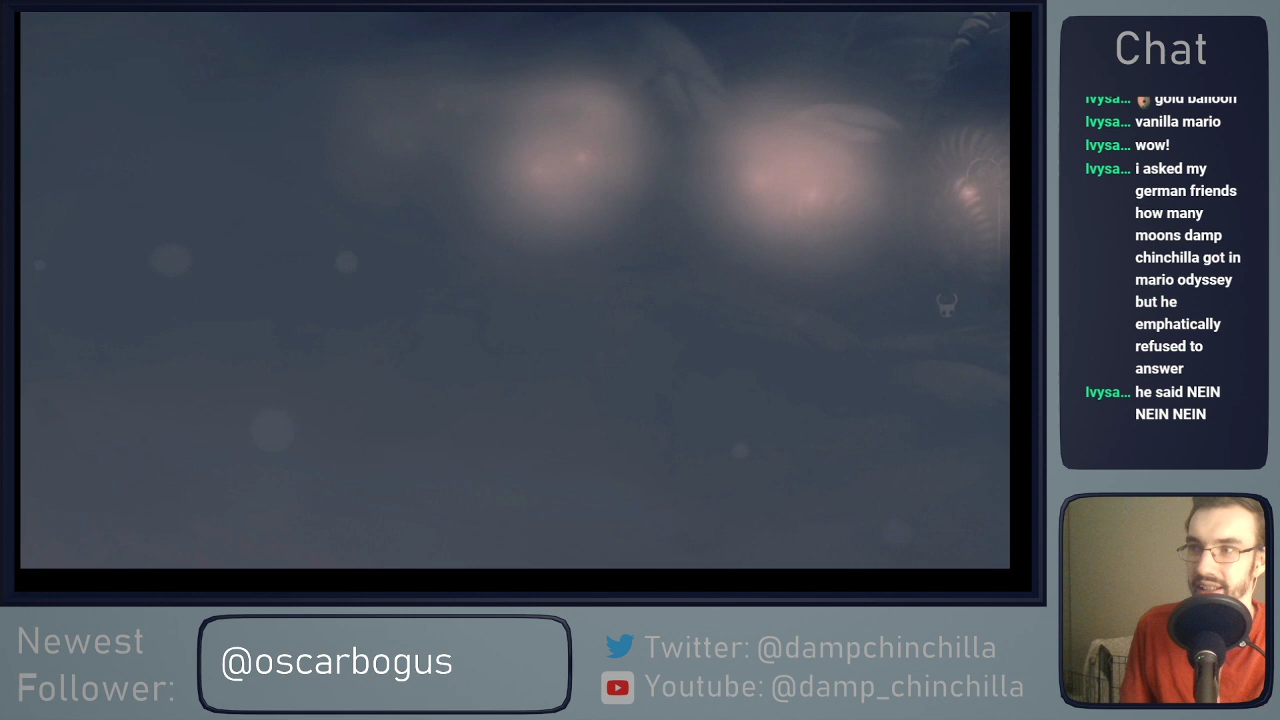 Chat
Ivysa... gold balloon
Ivysa... vanilla mario
Ivysa... wow!
Ivysa... i asked my
german friends
how many
moons damp
chinchilla got in
mario odyssey
but he
emphatically
refused to
answer
Ivysa... he said NEIN
NEIN NEIN
Newest
Follower:
@oscarbogus
Twitter: @dampchinchilla
Youtube: @damp_chinchilla